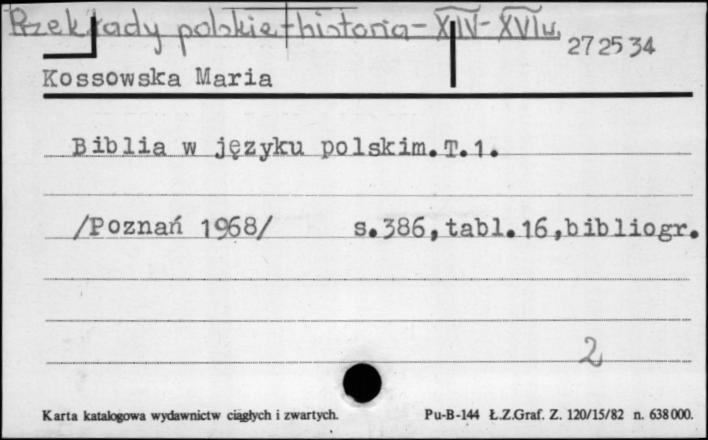 Przekłady polskie - historia - XIV - XVI w.
272534
Kossowska Maria
Biblia w języku polskim.T.1.
/Poznań 1968/ s.386,tabl.16,bibliogr.
2
Karta katalogowa wydawnictw ciągłych i zwartych. Pu-B-144 Ł.Z.Graf. Z. 120/15/82 n. 638000.